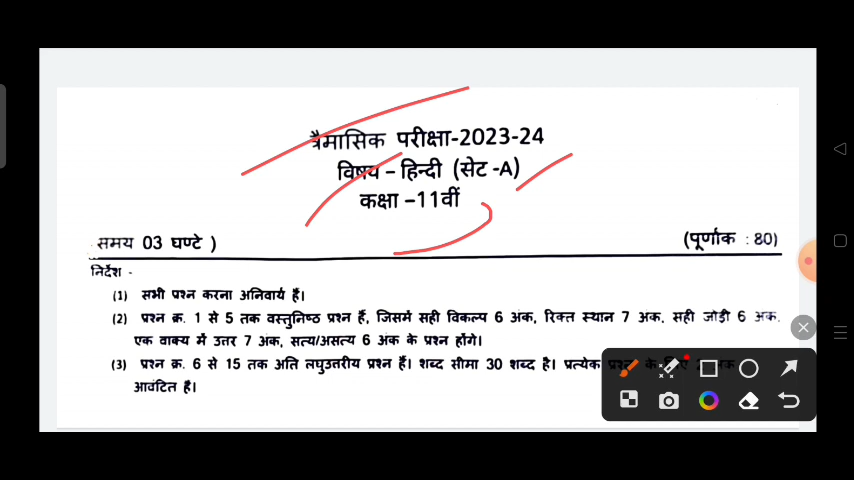 त्रैमासिक परीक्षा-2023-24
विषय – हिन्दी (सेट -A)
कक्षा –11वीं
समय 03 घण्टे )
(पूर्णांक : 80)
निर्देश -
(1) सभी प्रश्न करना अनिवार्य हैं।
(2) प्रश्न क्र. 1 से 5 तक वस्तुनिष्ठ प्रश्न हैं, जिसमें सही विकल्प 6 अंक, रिक्त स्थान 7 अंक, सही जोड़ी 6 अंक,
एक वाक्य में उत्तर 7 अंक, सत्य/असत्य 6 अंक के प्रश्न होंगे।
(3) प्रश्न क्र. 6 से 15 तक अति लघुउत्तरीय प्रश्न हैं। शब्द सीमा 30 शब्द है। प्रत्येक
आवंटित है।